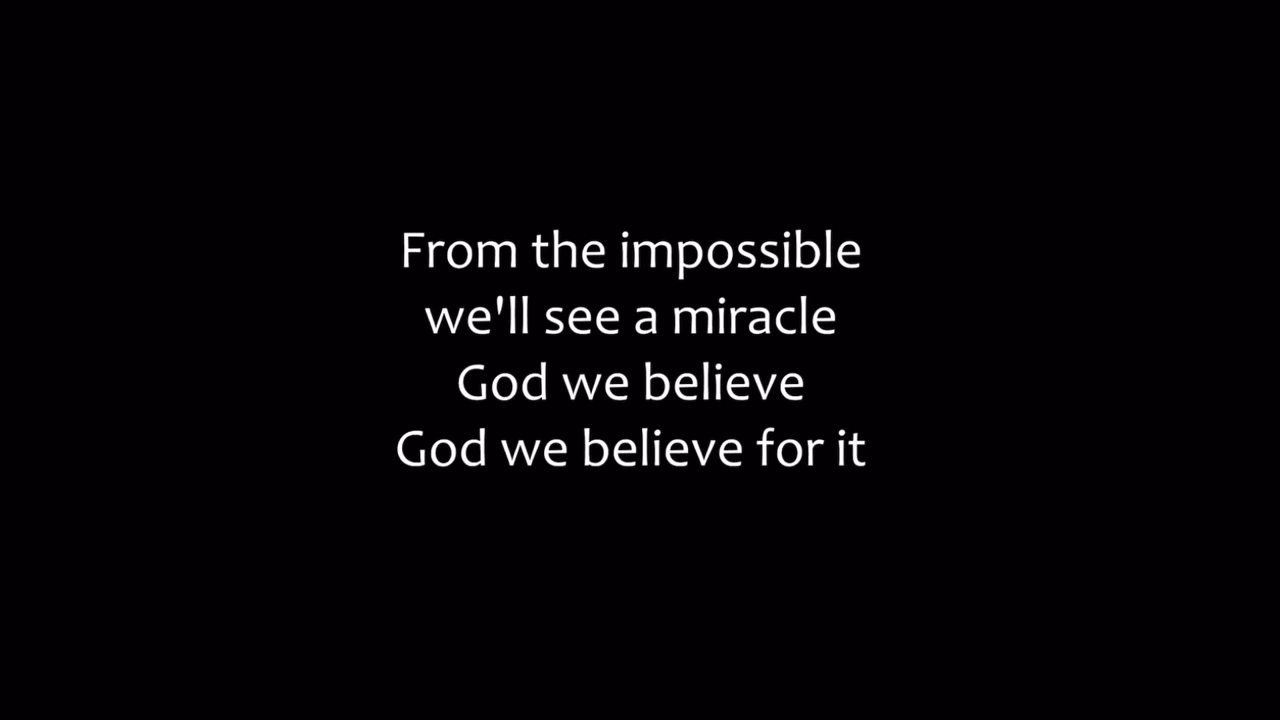 From the impossible
we'll see a miracle
God we believe
God we believe for it